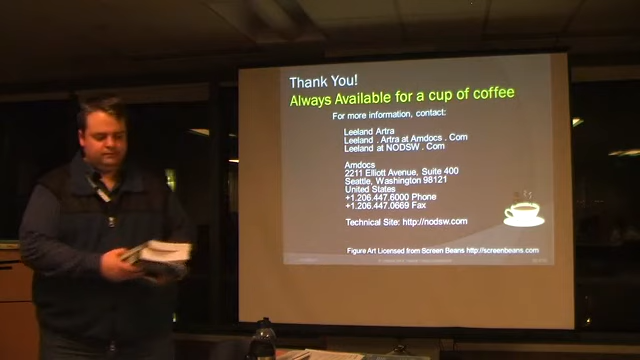 Thank You!
Always Available for a cup of coffee
For more information, contact:
Leeland Artra
Leeland . Artra at Amdocs . Com
Leeland at NODSW . Com
Amdocs
2211 Elliott Avenue, Suite 400
Seattle, Washington 98121
United States
+1.206.447.6000 Phone
+1.206.447.0669 Fax
Technical Site: http://nodsw.com
Figure Art Licensed from Screen Beans http://screenbeans.com